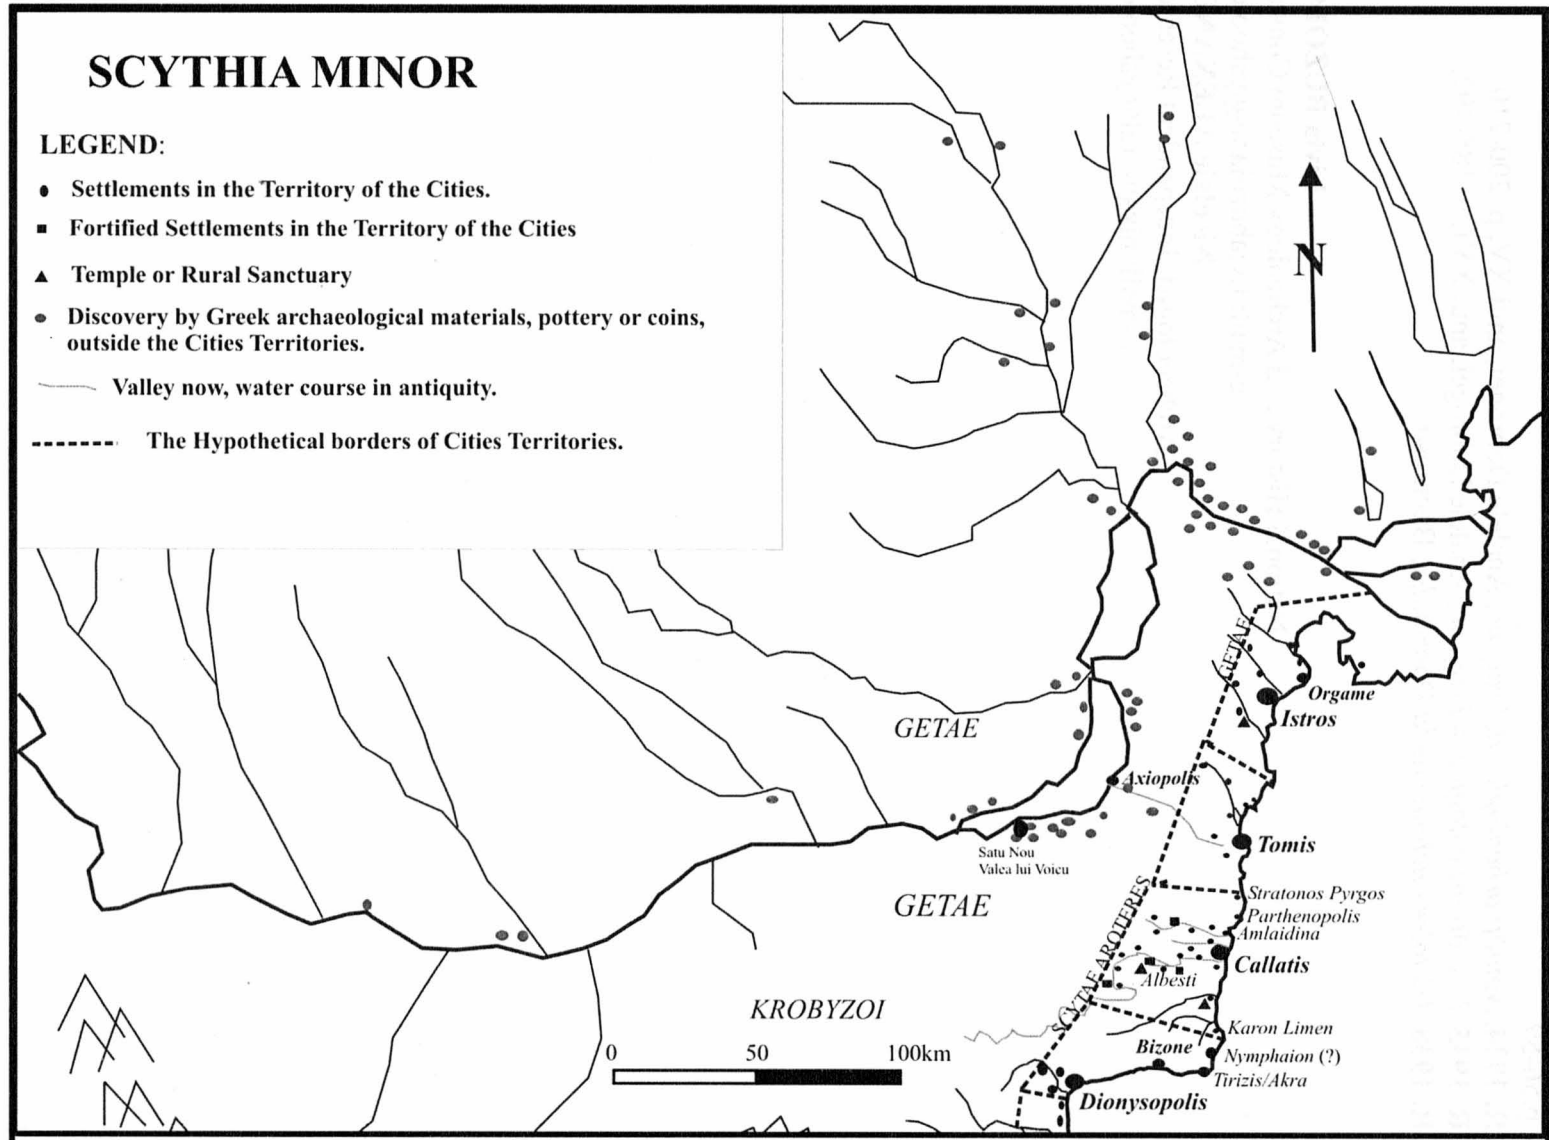 SCYTHIA MINOR
LEGEND:
Settlements in the Territory of the Cities.
Fortified Settlements in the Territory of the Cities
Temple or Rural Sanctuary
Discovery by Greek archaeological materials, pottery or coins,
outside the Cities Territories.
Valley now, water course in antiquity.
The Hypothetical borders of Cities Territories.
N
GETAE
Orgame
Istros
GETAE
Axiopolis
Tomis
Satu Nou
Valea lui Voicu
GETAE
Stratonos Pyrgos
Parthenopolis
Amlaidina
SCYTAE AROTERES
Callatis
Albesti
KROBYZOI
Karon Limen
Bizone
Nymphaion (?)
Tirizis/Akra
Dionysopolis
0 50 100km